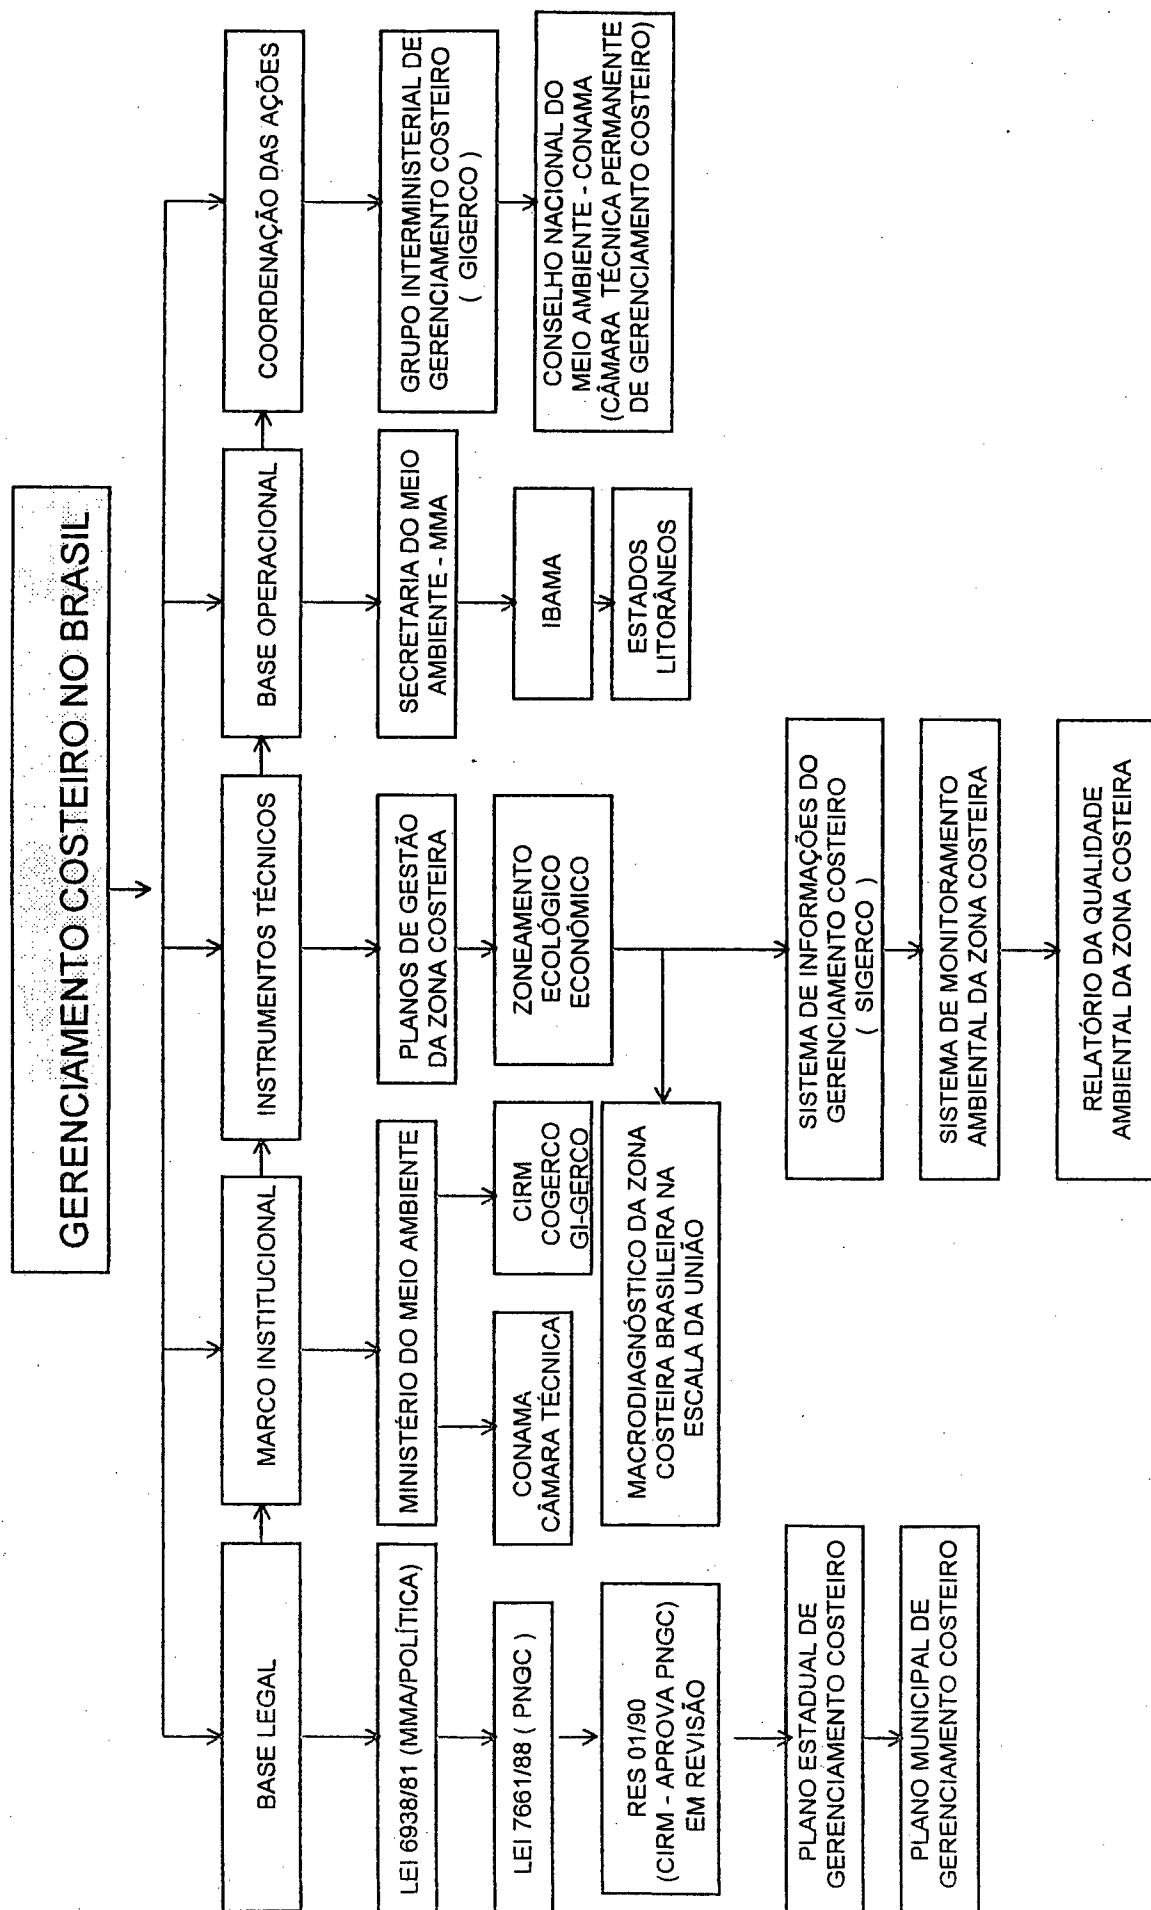 GERENCIAMENTO COSTEIRO NO BRASIL
BASE LEGAL
MARCO INSTITUCIONAL
INSTRUMENTOS TÉCNICOS
BASE OPERACIONAL
COORDENAÇÃO DAS AÇÕES
LEI 6938/81 (MMA/POLÍTICA)
LEI 7661/88 ( PNGC )
RES 01/90
(CIRM - APROVA PNGC)
EM REVISÃO
PLANO ESTADUAL DE
GERENCIAMENTO COSTEIRO
PLANO MUNICIPAL DE
GERENCIAMENTO COSTEIRO
MINISTÉRIO DO MEIO AMBIENTE
CONAMA
CÂMARA TÉCNICA
CIRM
COGERCO
GI-GERCO
PLANOS DE GESTÃO
DA ZONA COSTEIRA
ZONEAMENTO
ECOLÓGICO
ECONÔMICO
MACRODIAGNÓSTICO DA ZONA
COSTEIRA BRASILEIRA NA
ESCALA DA UNIÃO
SISTEMA DE INFORMAÇÕES DO
GERENCIAMENTO COSTEIRO
( SIGERCO )
SISTEMA DE MONITORAMENTO
AMBIENTAL DA ZONA COSTEIRA
RELATÓRIO DA QUALIDADE
AMBIENTAL DA ZONA COSTEIRA
SECRETARIA DO MEIO
AMBIENTE - MMA
IBAMA
ESTADOS
LITORÂNEOS
GRUPO INTERMINISTERIAL DE
GERENCIAMENTO COSTEIRO
( GIGERCO )
CONSELHO NACIONAL DO
MEIO AMBIENTE - CONAMA
(CÂMARA TÉCNICA PERMANENTE
DE GERENCIAMENTO COSTEIRO)